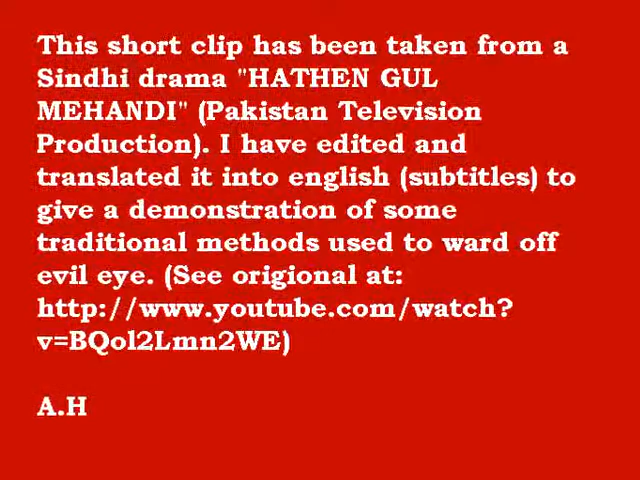 This short clip has been taken from a
Sindhi drama "HATHEN GUL
MEHANDI" (Pakistan Television
Production). I have edited and
translated it into english (subtitles) to
give a demonstration of some
traditional methods used to ward off
evil eye. (See origional at:
http://www.youtube.com/watch?
v=BQol2Lmn2WE)
A.H